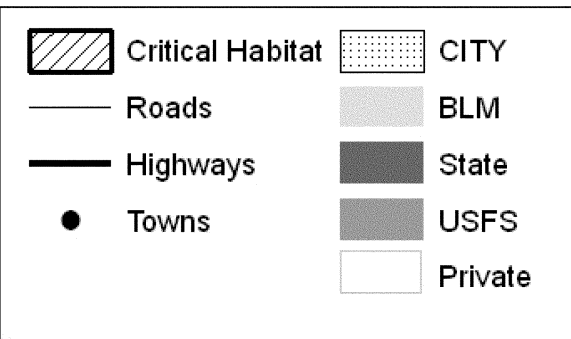 Critical Habitat
Roads
Highways
Towns
CITY
BLM
State
USFS
Private